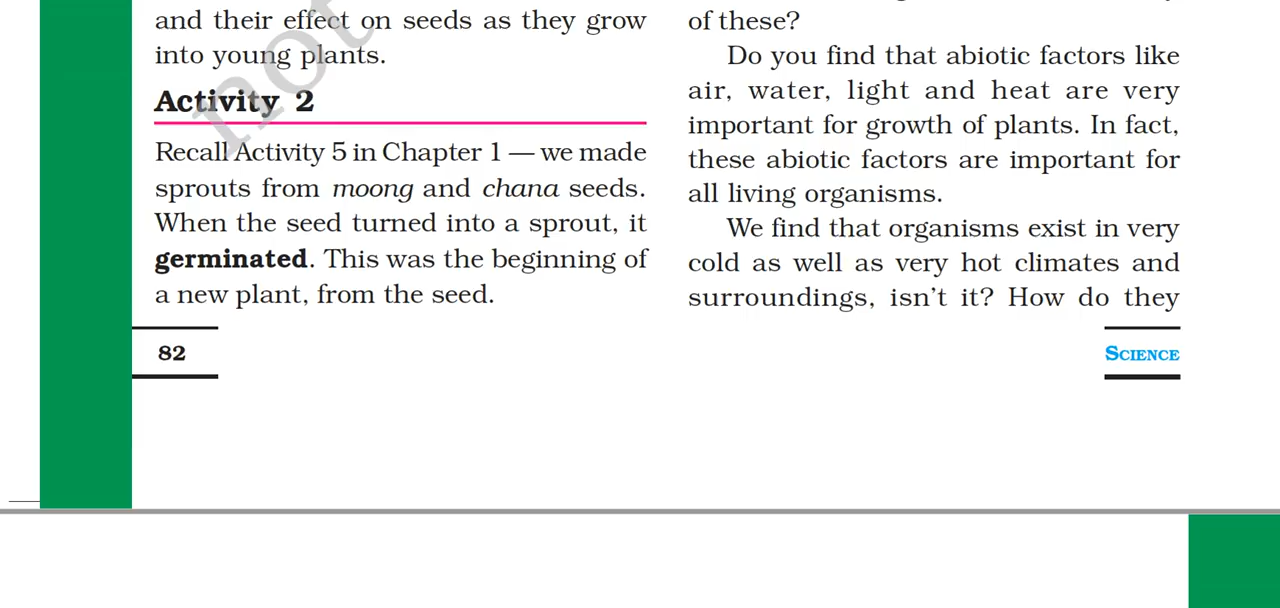 and their effect on seeds as they grow
into young plants.
Activity 2
Recall Activity 5 in Chapter 1 — we made
sprouts from moong and chana seeds.
When the seed turned into a sprout, it
germinated. This was the beginning of
a new plant, from the seed.
of these?
Do you find that abiotic factors like
air, water, light and heat are very
important for growth of plants. In fact,
these abiotic factors are important for
all living organisms.
We find that organisms exist in very
cold as well as very hot climates and
surroundings, isn't it? How do they
82
SCIENCE
not